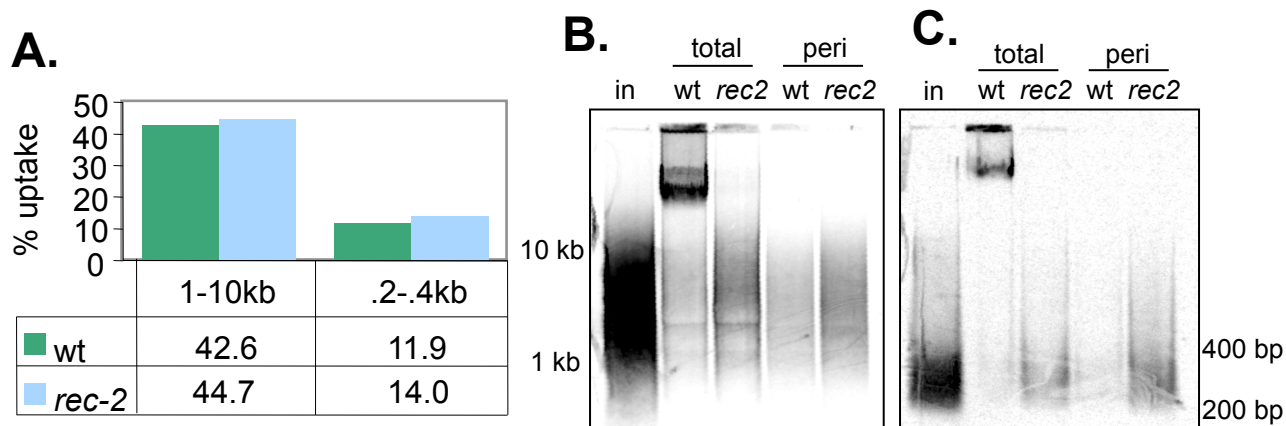 A.
% uptake
50
40
30
20
10
0
1-10kb .2-.4kb
wt 42.6 11.9
rec-2 44.7 14.0
B.
total peri
in wt rec2 wt rec2
10 kb
1 kb
C.
total peri
in wt rec2 wt rec2
400 bp
200 bp